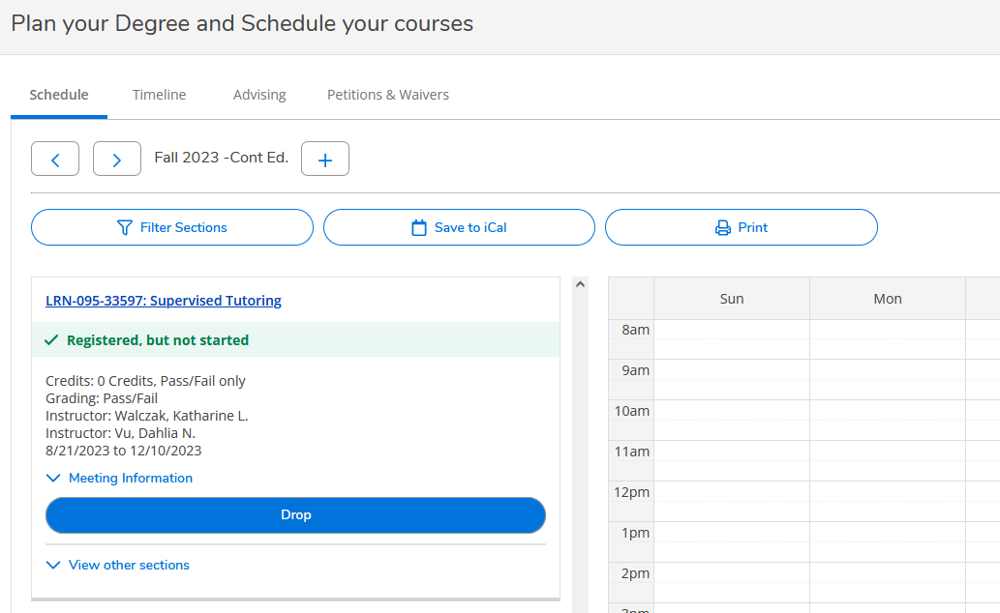 Plan your Degree and Schedule your courses
Schedule
Timeline
Advising
Petitions & Waivers
Fall 2023 -Cont Ed.
Filter Sections
Save to iCal
Print
LRN-095-33597: Supervised Tutoring
Registered, but not started
Credits: 0 Credits, Pass/Fail only
Grading: Pass/Fail
Instructor: Walczak, Katharine L.
Instructor: Vu, Dahlia N.
8/21/2023 to 12/10/2023
Meeting Information
Drop
View other sections
Sun
Mon
8am
9am
10am
11am
12pm
1pm
2pm
3pm